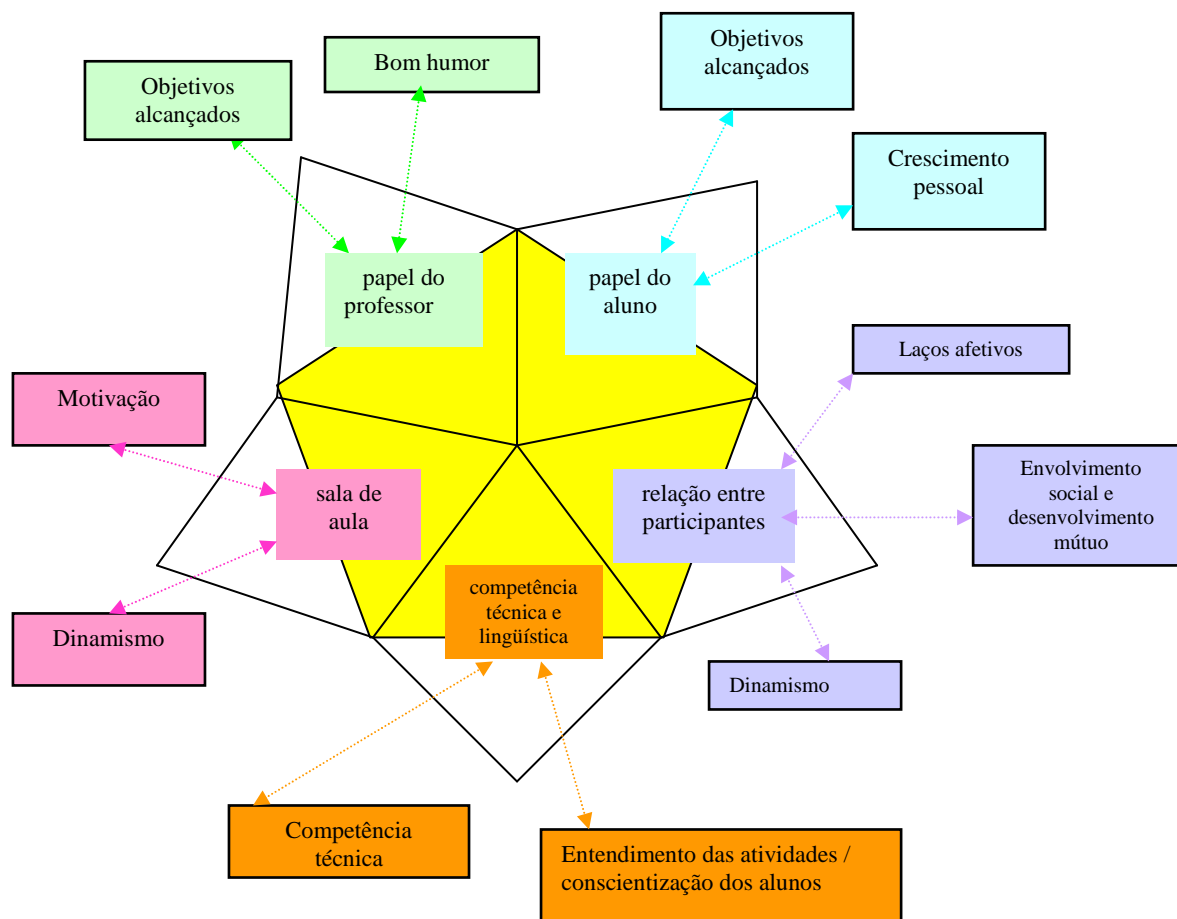 Objetivos
alcançados
Bom humor
Objetivos
alcançados
Crescimento
pessoal
papel do
professor
papel do
aluno
Laços afetivos
Motivação
sala de
aula
relação entre
participantes
Envolvimento
social e
desenvolvimento
mútuo
competência
técnica e
lingüística
Dinamismo
Dinamismo
Competência
técnica
Entendimento das atividades /
conscientização dos alunos